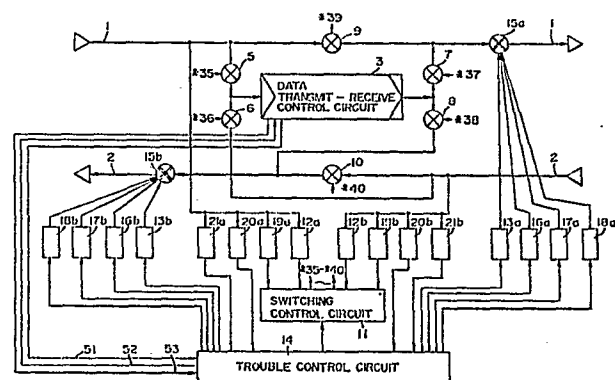 #39
15a
1
9
1
5
3
7
#35
DATA
TRANSMIT-RECEIVE
CONTROL CIRCUIT
#37
6
8
#36
#38
2
15b
10
2
#40
18b 17b 16b 13b 21a 20a 19a 12a 12b 19b 20b 21b 13a 16a 17a 18a
#35~#40
SWITCHING
CONTROL CIRCUIT
11
14
51
52
53
TROUBLE CONTROL CIRCUIT